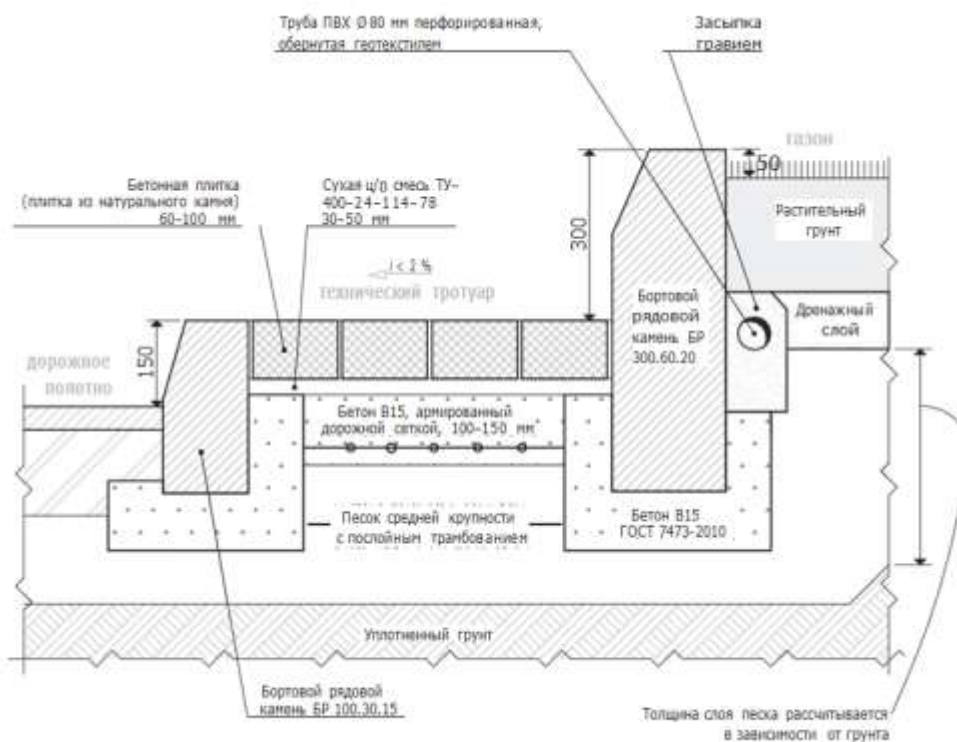 Труба ПВХ Ø 80 мм перфорированная,
обернутая геотекстилем
Засыпка
гравием
газон
50
Бетонная плитка
(плитка из натурального камня)
60-100 мм
Сухая ц/п смесь ТУ-
400-24-114-78
30-50 мм
300
Растительный
грунт
i < 2 %
технический тротуар
Бортовой
рядовой
камень БР
300.60.20
Дренажный
слой
дорожное
полотно
150
Бетон В15, армированный
дорожной сеткой, 100-150 мм
Песок средней крупности
с послойным трамбованием
Бетон В15
ГОСТ 7473-2010
Уплотненный грунт
Бортовой рядовой
камень БР 100.30.15
Толщина слоя песка рассчитывается
в зависимости от грунта